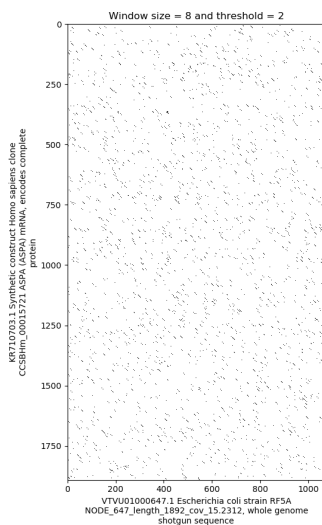 Window size = 8 and threshold = 2
0
250
500
750
1000
1250
1500
1750
KR710703.1 Synthetic construct Homo sapiens clone
CCSBHm_00015721 ASPA (ASPA) mRNA, encodes complete
protein
0
200
400
600
800
1000
VTVU01000647.1 Escherichia coli strain RF5A
NODE_647_length_1892_cov_15.2312, whole genome
shotgun sequence